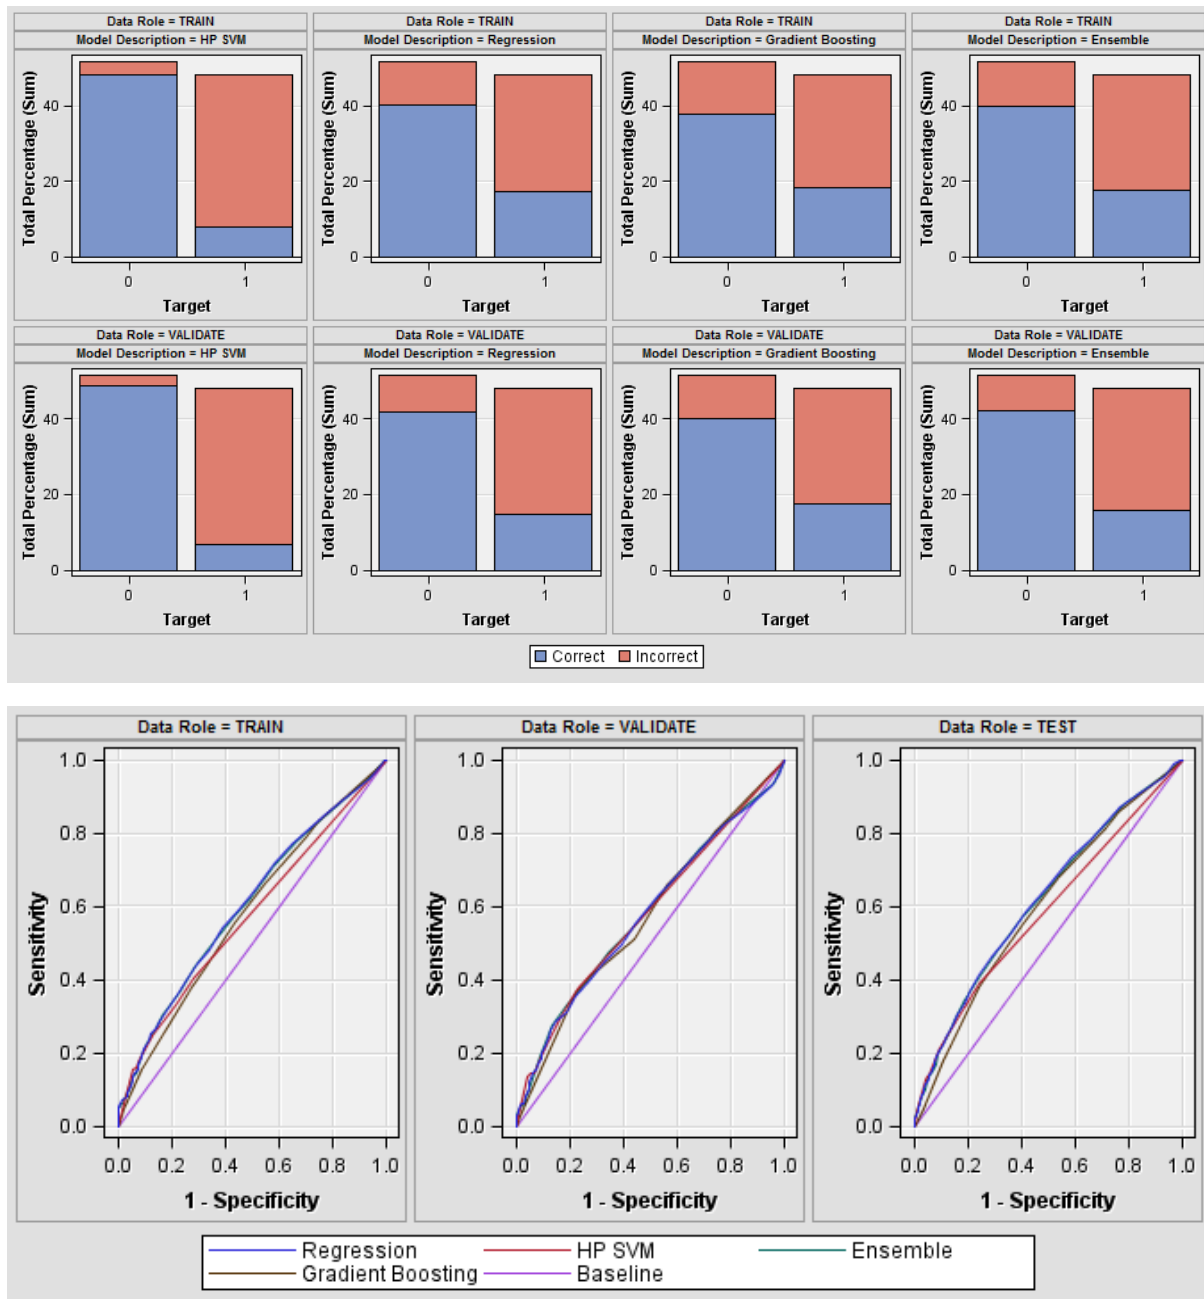 Data Role = TRAIN
Model Description = HP SVM
Total Percentage (Sum)
40
20
0
0 1
Target
Data Role = TRAIN
Model Description = Regression
Total Percentage (Sum)
40
20
0
0 1
Target
Data Role = TRAIN
Model Description = Gradient Boosting
Total Percentage (Sum)
40
20
0
0 1
Target
Data Role = TRAIN
Model Description = Ensemble
Total Percentage (Sum)
40
20
0
0 1
Target
Data Role = VALIDATE
Model Description = HP SVM
Total Percentage (Sum)
40
20
0
0 1
Target
Data Role = VALIDATE
Model Description = Regression
Total Percentage (Sum)
40
20
0
0 1
Target
Data Role = VALIDATE
Model Description = Gradient Boosting
Total Percentage (Sum)
40
20
0
0 1
Target
Data Role = VALIDATE
Model Description = Ensemble
Total Percentage (Sum)
40
20
0
0 1
Target
Correct Incorrect
Data Role = TRAIN
Sensitivity
1.0
0.8
0.6
0.4
0.2
0.0
0.0 0.2 0.4 0.6 0.8 1.0
1 - Specificity
Data Role = VALIDATE
Sensitivity
1.0
0.8
0.6
0.4
0.2
0.0
0.0 0.2 0.4 0.6 0.8 1.0
1 - Specificity
Data Role = TEST
Sensitivity
1.0
0.8
0.6
0.4
0.2
0.0
0.0 0.2 0.4 0.6 0.8 1.0
1 - Specificity
Regression HP SVM Ensemble
Gradient Boosting Baseline